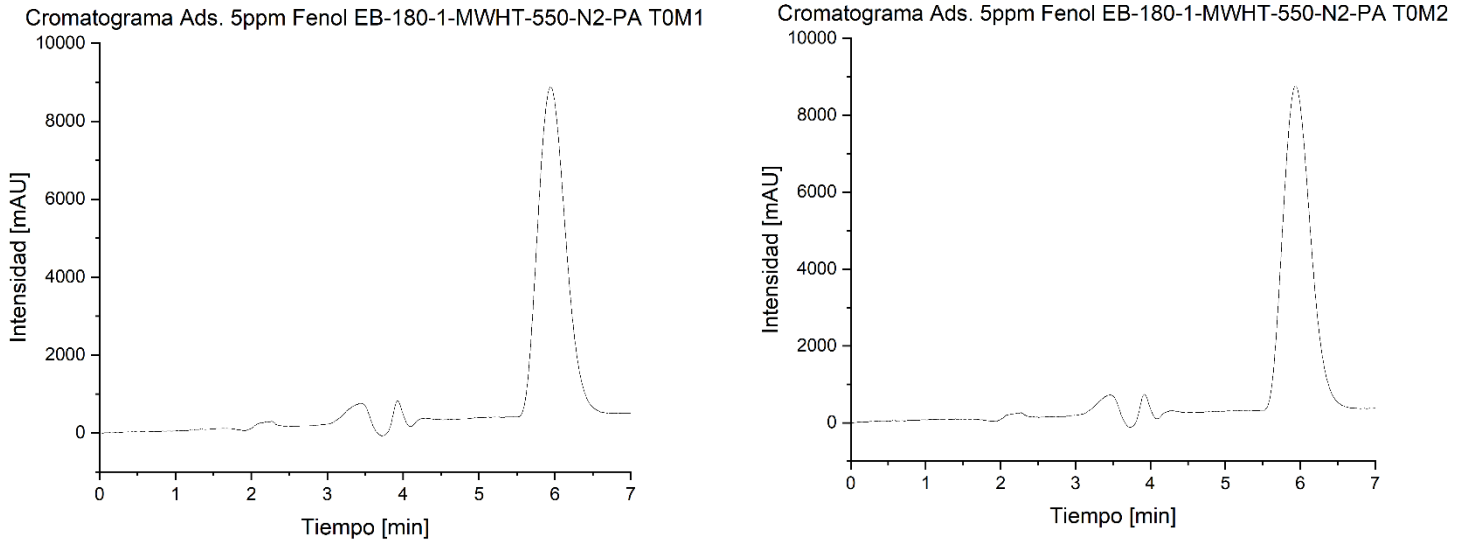 Cromatograma Ads. 5ppm Fenol EB-180-1-MWHT-550-N2-PA T0M1
10000
8000
6000
4000
2000
0
Intensidad [mAU]
0 1 2 3 4 5 6 7
Tiempo [min]
Cromatograma Ads. 5ppm Fenol EB-180-1-MWHT-550-N2-PA T0M2
10000
8000
6000
4000
2000
0
Intensidad [mAU]
0 1 2 3 4 5 6 7
Tiempo [min]